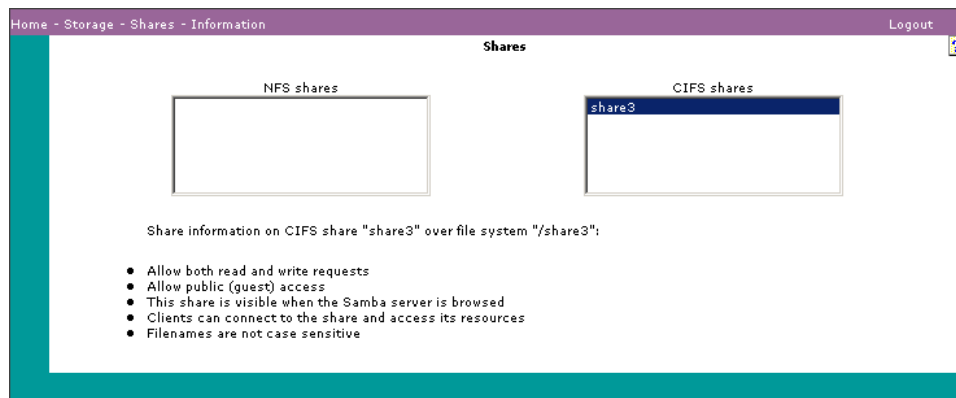 Home - Storage - Shares - Information Logout
Shares
?
NFS shares CIFS shares
share3
Share information on CIFS share "share3" over file system "/share3":
● Allow both read and write requests
● Allow public (guest) access
● This share is visible when the Samba server is browsed
● Clients can connect to the share and access its resources
● Filenames are not case sensitive